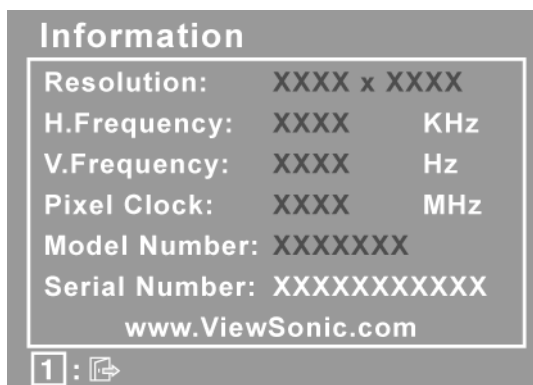 Information
Resolution: XXXX x XXXX
H.Frequency: XXXX KHz
V.Frequency: XXXX Hz
Pixel Clock: XXXX MHz
Model Number: XXXXXXX
Serial Number: XXXXXXXXXXX
www.ViewSonic.com
1 :